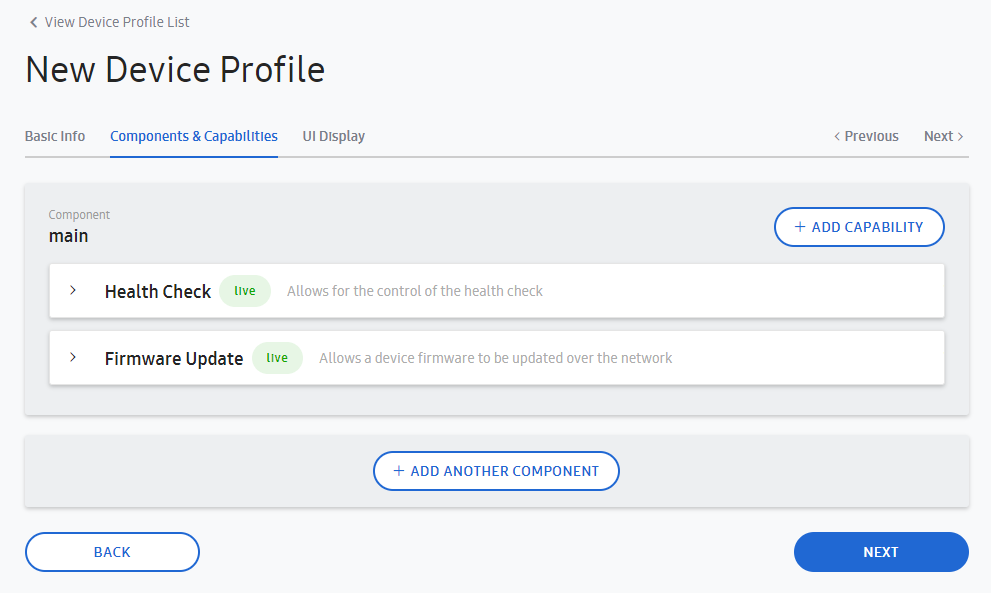 View Device Profile List
New Device Profile
Basic Info Components & Capabilities UI Display Previous Next
Component
main
+ ADD CAPABILITY
Health Check live Allows for the control of the health check
Firmware Update live Allows a device firmware to be updated over the network
+ ADD ANOTHER COMPONENT
BACK NEXT